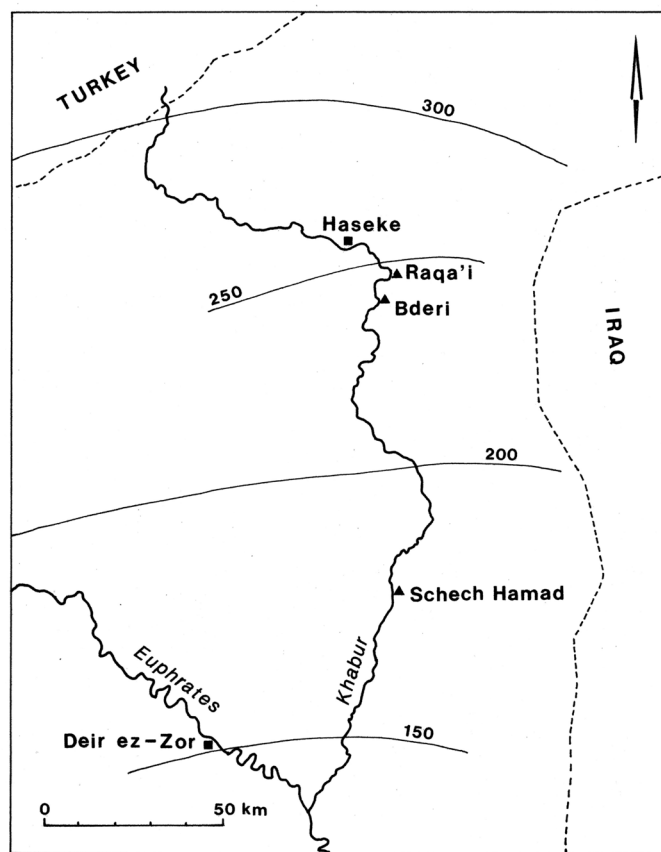 TURKEY
300
Haseke
Raqa'i
250
Bderi
IRAQ
200
Schech Hamad
Euphrates
Khabur
150
Deir ez-Zor
0 50 km